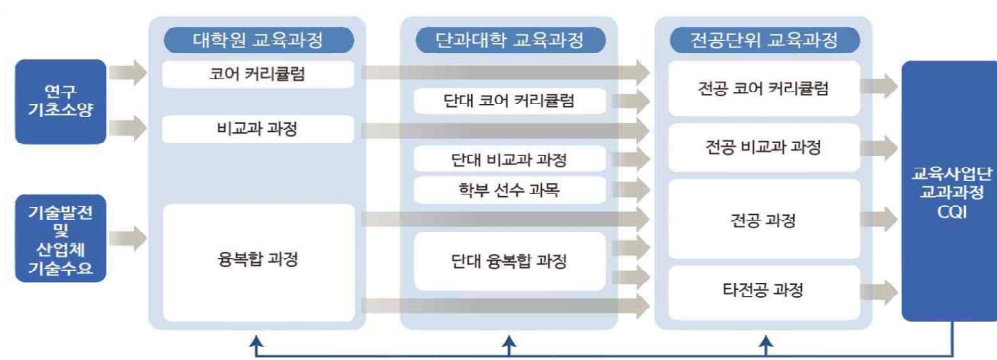 대학원 교육과정
단과대학 교육과정
전공단위 교육과정
연구
기초소양
코어 커리큘럼
단대 코어 커리큘럼
전공 코어 커리큘럼
비교과 과정
단대 비교과 과정
전공 비교과 과정
학부 선수 과목
기술발전
및
산업체
기술수요
융복합 과정
단대 융복합 과정
전공 과정
타전공 과정
교육사업단
교과과정
CQI